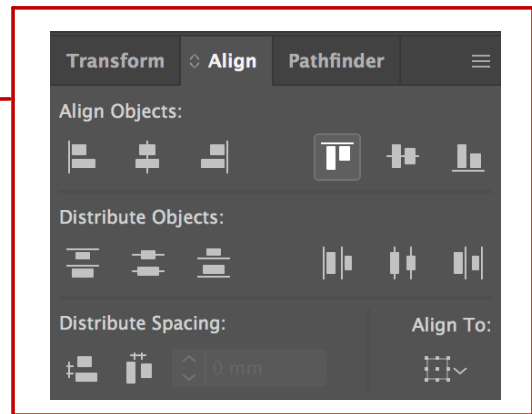 Transform Align Pathfinder
Align Objects:
Distribute Objects:
Distribute Spacing: Align To:
0 mm